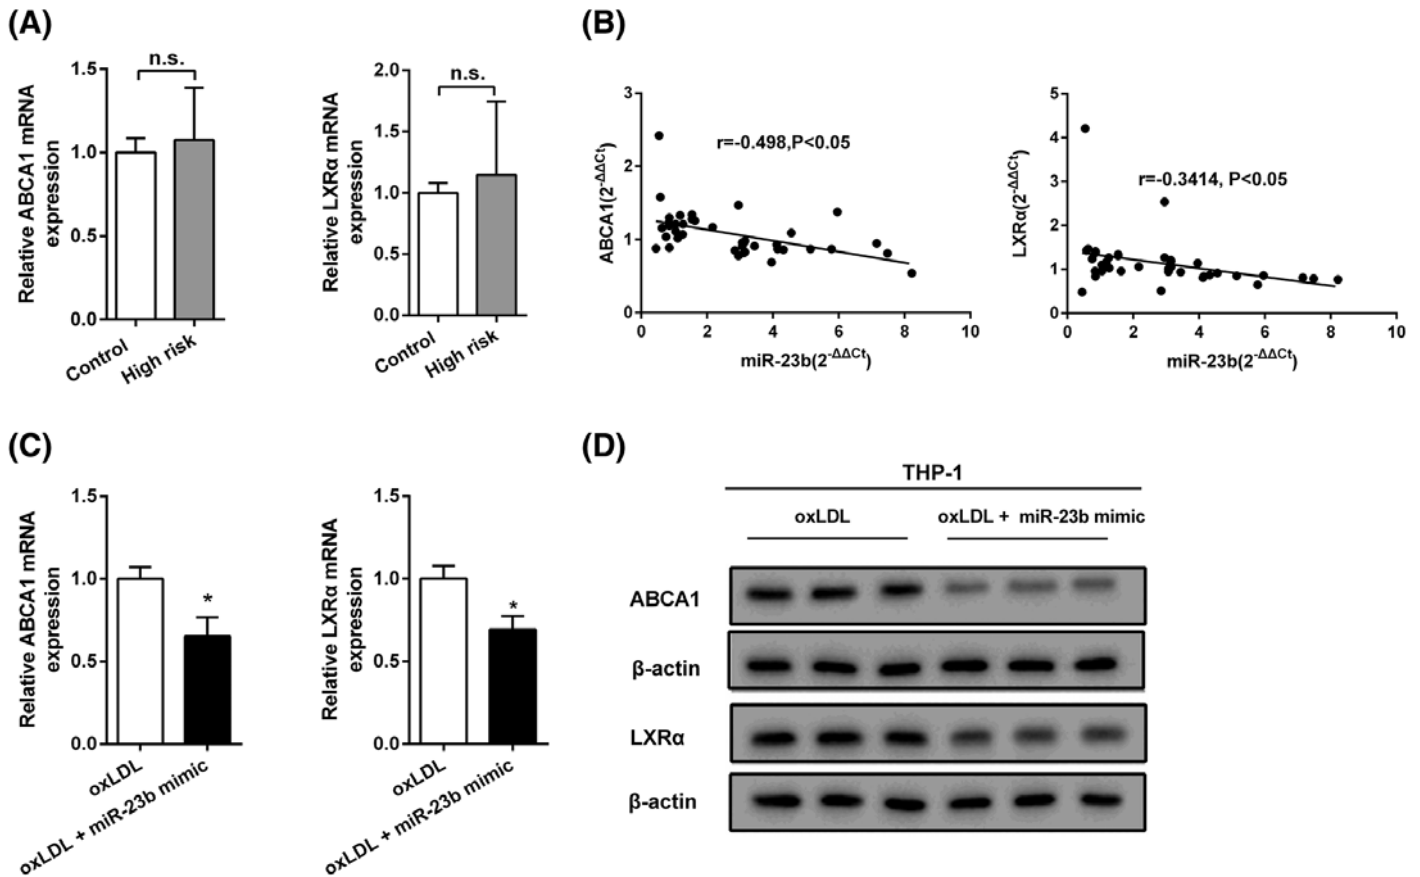 (A)
Relative ABCA1 mRNA
expression
1.5
1.0
0.5
0.0
n.s.
Control
High risk
Relative LXRα mRNA
expression
2.0
1.5
1.0
0.5
0.0
n.s.
Control
High risk
(B)
ABCA1(2-ΔΔCt)
3
2
1
0
r=-0.498,P<0.05
0 2 4 6 8 10
miR-23b(2-ΔΔCt)
LXRα(2-ΔΔCt)
5
4
3
2
1
0
r=-0.3414, P<0.05
0 2 4 6 8 10
miR-23b(2-ΔΔCt)
(C)
Relative ABCA1 mRNA
expression
1.5
1.0
0.5
0.0
*
oxLDL
oxLDL + miR-23b mimic
Relative LXRα mRNA
expression
1.5
1.0
0.5
0.0
*
oxLDL
oxLDL + miR-23b mimic
(D)
THP-1
oxLDL oxLDL + miR-23b mimic
ABCA1
β-actin
LXRα
β-actin